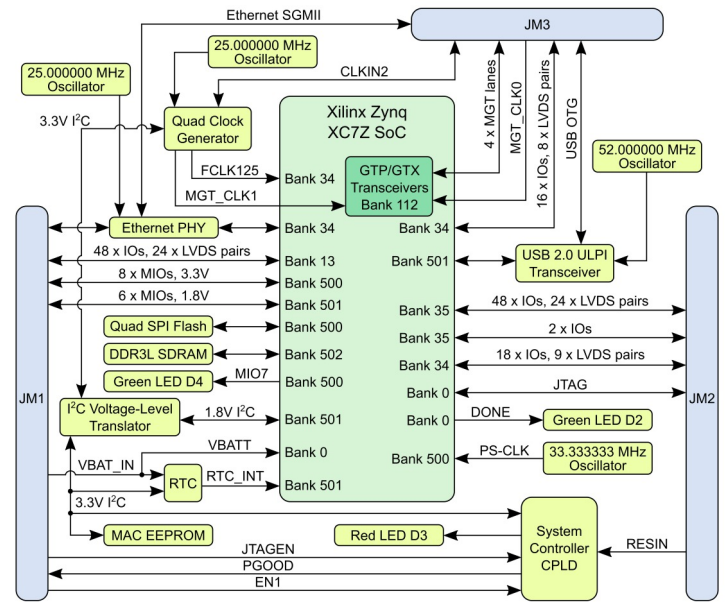 Ethernet SGMII
JM3
25.000000 MHz
Oscillator
25.000000 MHz
Oscillator
CLKIN2
4 x MGT lanes
MGT_CLK0
16 x IOs, 8 x LVDS pairs
USB OTG
3.3V I²C
Quad Clock
Generator
Xilinx Zynq
XC7Z SoC
52.000000 MHz
Oscillator
FCLK125
Bank 34
GTP/GTX
Transceivers
Bank 112
MGT_CLK1
Ethernet PHY
Bank 34
Bank 34
48 x IOs, 24 x LVDS pairs
Bank 13
Bank 501
USB 2.0 ULPI
Transceiver
8 x MIOs, 3.3V
Bank 500
6 x MIOs, 1.8V
Bank 501
Bank 35
48 x IOs, 24 x LVDS pairs
Quad SPI Flash
Bank 500
Bank 35
2 x IOs
DDR3L SDRAM
Bank 502
Bank 34
18 x IOs, 9 x LVDS pairs
Green LED D4
MIO7
Bank 500
Bank 0
JTAG
JM1
JM2
I²C Voltage-Level
Translator
1.8V I²C
Bank 501
Bank 0
DONE
Green LED D2
VBATT
Bank 0
Bank 500
PS-CLK
33.333333 MHz
Oscillator
VBAT_IN
RTC
RTC_INT
Bank 501
3.3V I²C
MAC EEPROM
Red LED D3
System
Controller
CPLD
RESIN
JTAGEN
PGOOD
EN1